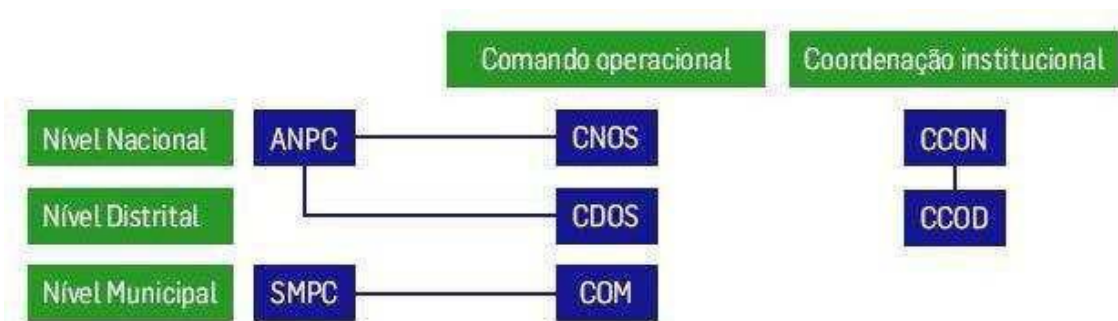 Comando operacional
Coordenação institucional
Nível Nacional
ANPC
CNOS
CCON
Nível Distrital
CDOS
CCOD
Nível Municipal
SMPC
COM